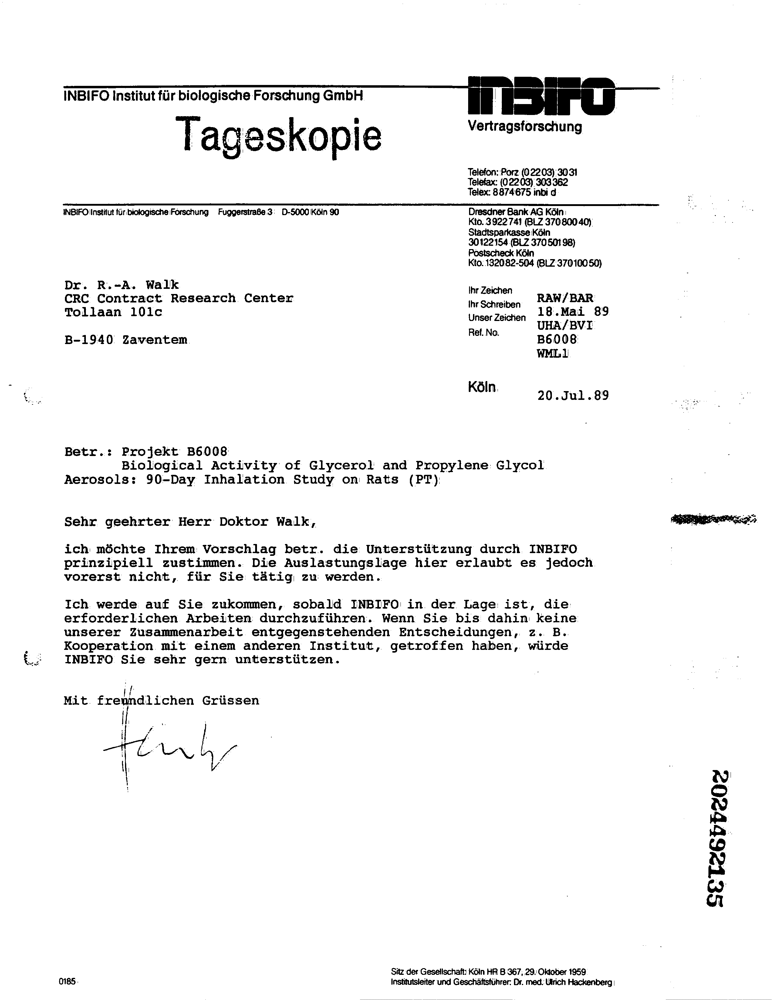 INBIFO Institut für biologische Forschung GmbH
INBIFO
Vertragsforschung
Tageskopie
Telefon: Porz (02203) 3031
Telefax: (02203) 303362
Telex: 8874675 inbi d
INBIFO Institut für biologische Forschung Fuggerstraße 3 D-5000 Köln 90
Dresdner Bank AG Köln
Kto. 3922741 (BLZ 37080040)
Stadtsparkasse Köln
30122154 (BLZ 37050198)
Postscheck Köln
Kto. 132082-504 (BLZ 37010050)
Dr. R.-A. Walk
CRC Contract Research Center
Tollaan 101c
B-1940 Zaventem
Ihr Zeichen RAW/BAR
Ihr Schreiben 18.Mai 89
Unser Zeichen UHA/BVI
Ref. No. B6008
WML1
Köln 20.Jul.89
Betr.: Projekt B6008
Biological Activity of Glycerol and Propylene Glycol
Aerosols: 90-Day Inhalation Study on Rats (PT)
Sehr geehrter Herr Doktor Walk,
ich möchte Ihrem Vorschlag betr. die Unterstützung durch INBIFO
prinzipiell zustimmen. Die Auslastungslage hier erlaubt es jedoch
vorerst nicht, für Sie tätig zu werden.
Ich werde auf Sie zukommen, sobald INBIFO in der Lage ist, die
erforderlichen Arbeiten durchzuführen. Wenn Sie bis dahin keine
unserer Zusammenarbeit entgegenstehenden Entscheidungen, z. B.
Kooperation mit einem anderen Institut, getroffen haben, würde
INBIFO Sie sehr gern unterstützen.
Mit freundlichen Grüssen
2024492135
0185
Sitz der Gesellschaft: Köln HR B 367, 29. Oktober 1959
Institutsleiter und Geschäftsführer: Dr. med. Ulrich Hackenberg